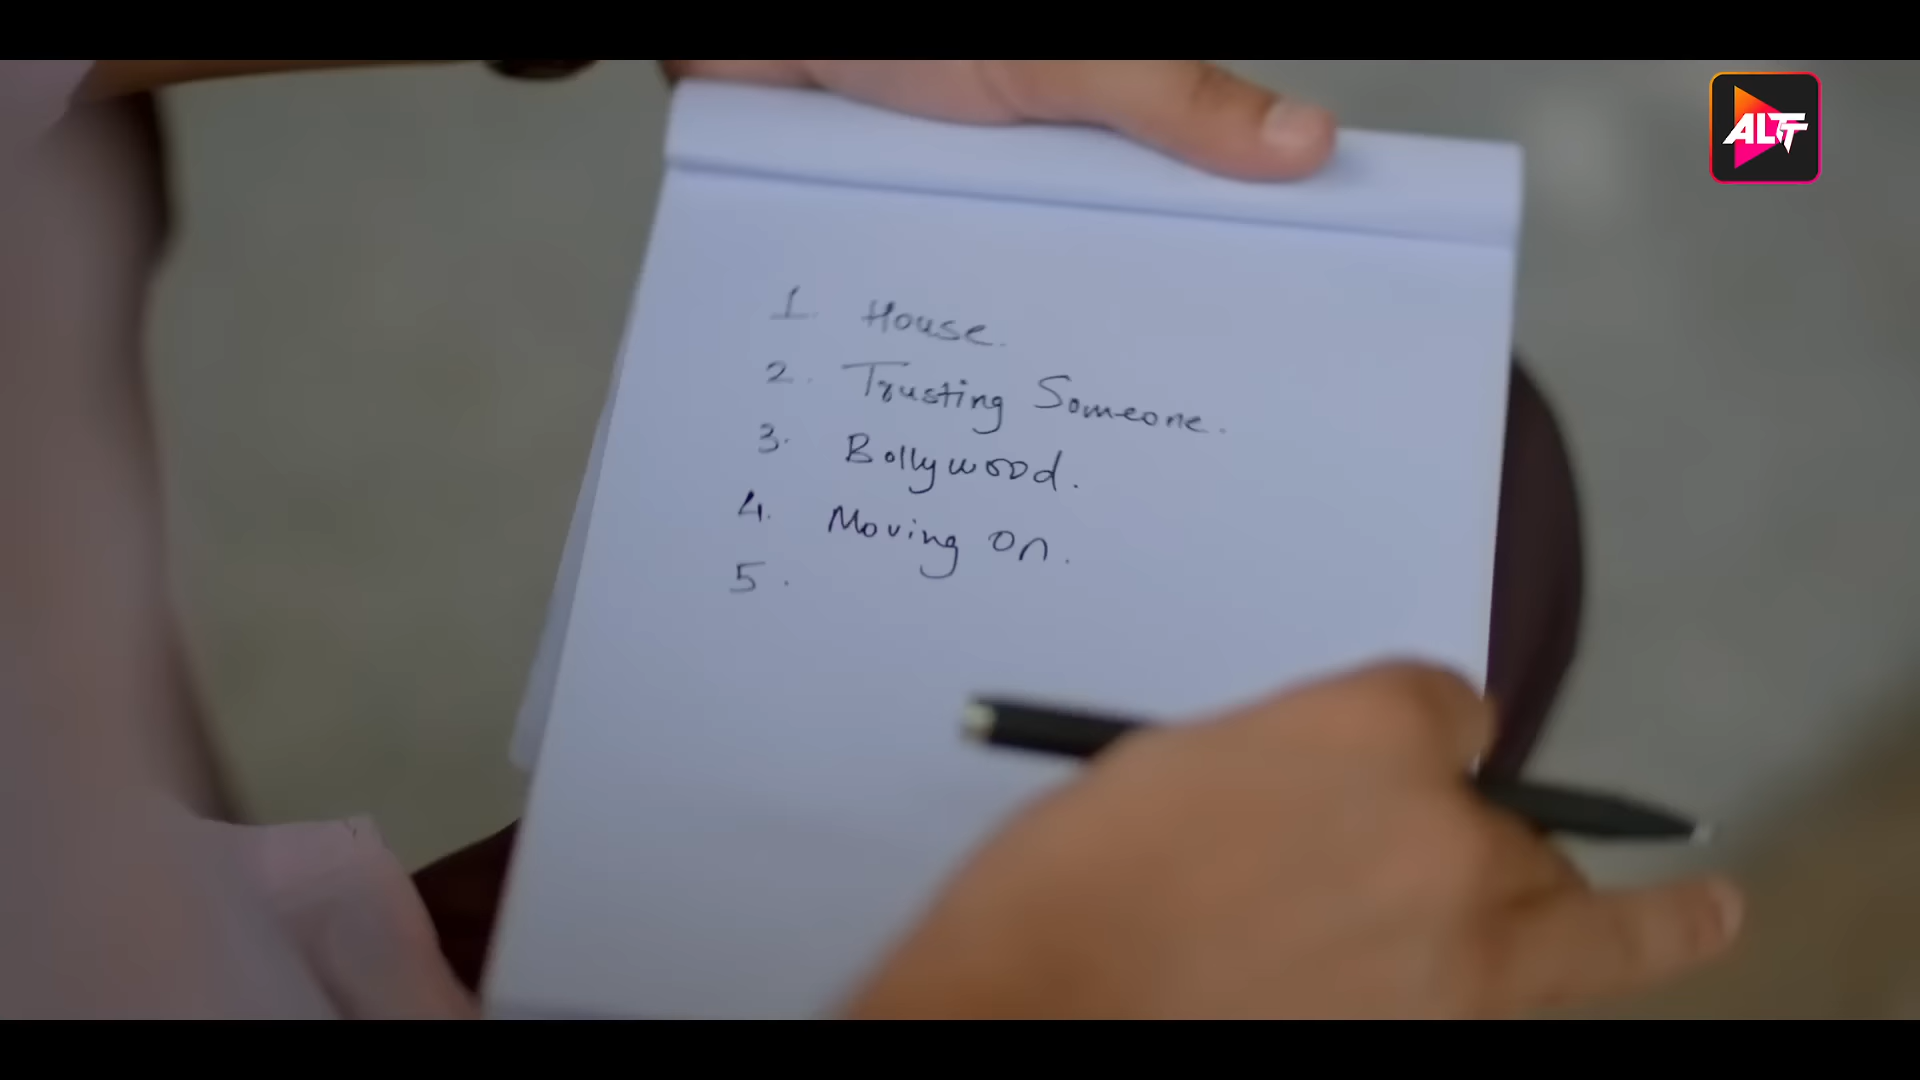 ALTT
1. House.
2. Trusting Someone.
3. Bollywood.
4. Moving on.
5.